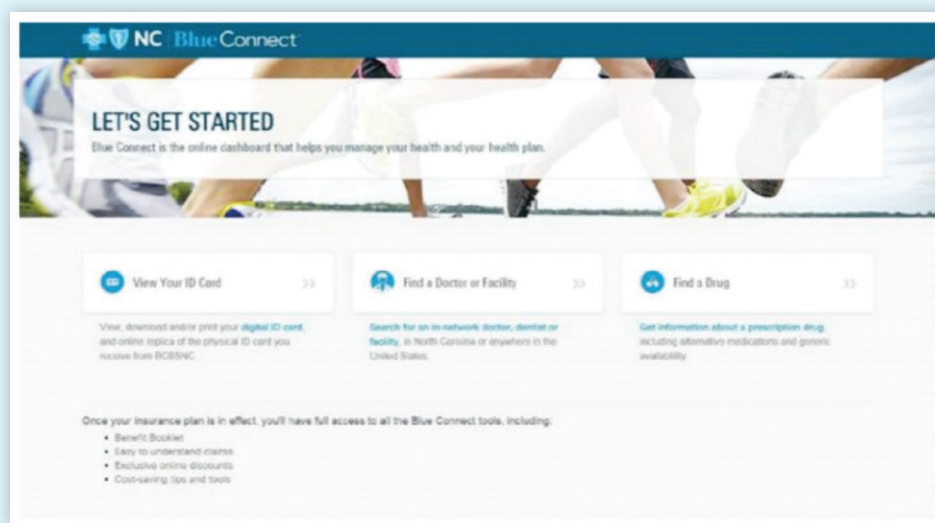 NC Blue Connect
LET'S GET STARTED
Blue Connect is the online dashboard that helps you manage your health and your health plan.
View Your ID Card
Find a Doctor or Facility
Find a Drug
View, download and/or print your digital ID card,
and online replica of the physical ID card you
receive from BCBSNC.
Search for an in-network doctor, dentist or
facility, in North Carolina or anywhere in the
United States.
Get information about a prescription drug,
including alternative medications and generic
availability.
Once your insurance plan is in effect, you'll have full access to all the Blue Connect tools, including:
• Benefit Booklet
• Easy to understand claims
• Exclusive online discounts
• Cost-saving tips and tools